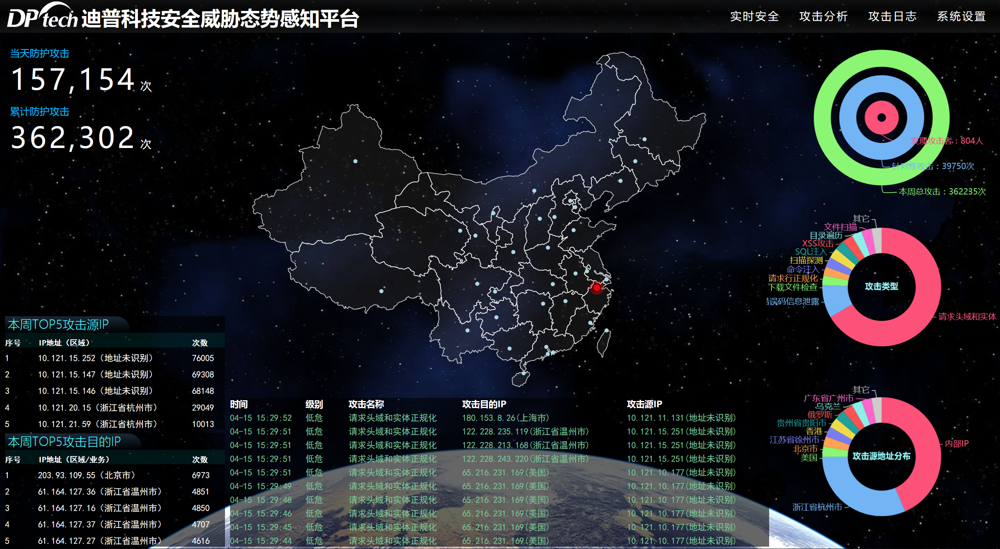 DPtech 迪普科技安全威胁态势感知平台
实时安全 攻击分析 攻击日志 系统设置
当天防护攻击
157,154 次
累计防护攻击
362,302 次
发现攻击者：804人
针对性攻击：39750次
本周总攻击：362235次
其它
文件扫描
目录遍历
XSS攻击
SQL注入
扫描探测
命令注入
请求行正规化
下载文件检查
误码信息泄露
请求头域和实体
攻击类型
本周TOP5攻击源IP
序号 IP地址（区域） 次数
1 10.121.15.252（地址未识别） 76005
2 10.121.15.147（地址未识别） 69308
3 10.121.15.146（地址未识别） 68148
4 10.121.20.15（浙江省杭州市） 29049
5 10.121.21.59（浙江省杭州市） 10013
本周TOP5攻击目的IP
序号 IP地址（区域/业务） 次数
1 203.93.109.55（北京市） 6973
2 61.164.127.36（浙江省温州市） 4851
3 61.164.127.16（浙江省温州市） 4850
4 61.164.127.37（浙江省温州市） 4707
5 61.164.127.27（浙江省温州市） 4616
时间 级别 攻击名称 攻击目的IP 攻击源IP
04-15 15:29:52 低危 请求头域和实体正规化 180.153.8.26(上海市) 10.121.11.131(地址未识别)
04-15 15:29:51 低危 请求头域和实体正规化 122.228.235.119(浙江省温州市) 10.121.15.251(地址未识别)
04-15 15:29:51 低危 请求头域和实体正规化 122.228.213.168(浙江省温州市) 10.121.15.251(地址未识别)
04-15 15:29:51 低危 请求头域和实体正规化 122.228.243.220(浙江省温州市) 10.121.15.251(地址未识别)
04-15 15:29:51 低危 请求头域和实体正规化 65.216.231.169(美国) 10.121.10.177(地址未识别)
04-15 15:29:49 低危 请求头域和实体正规化 65.216.231.169(美国) 10.121.10.177(地址未识别)
04-15 15:29:48 低危 请求头域和实体正规化 65.216.231.169(美国) 10.121.10.177(地址未识别)
04-15 15:29:46 低危 请求头域和实体正规化 65.216.231.169(美国) 10.121.10.177(地址未识别)
04-15 15:29:45 低危 请求头域和实体正规化 65.216.231.169(美国) 10.121.10.177(地址未识别)
04-15 15:29:44 低危 请求头域和实体正规化 65.216.231.169(美国) 10.121.10.177(地址未识别)
其它
广东省广州市
乌克兰
俄罗斯
贵州省贵阳市
香港
江苏省徐州市
北京市
美国
浙江省杭州市
内部IP
攻击源地址分布